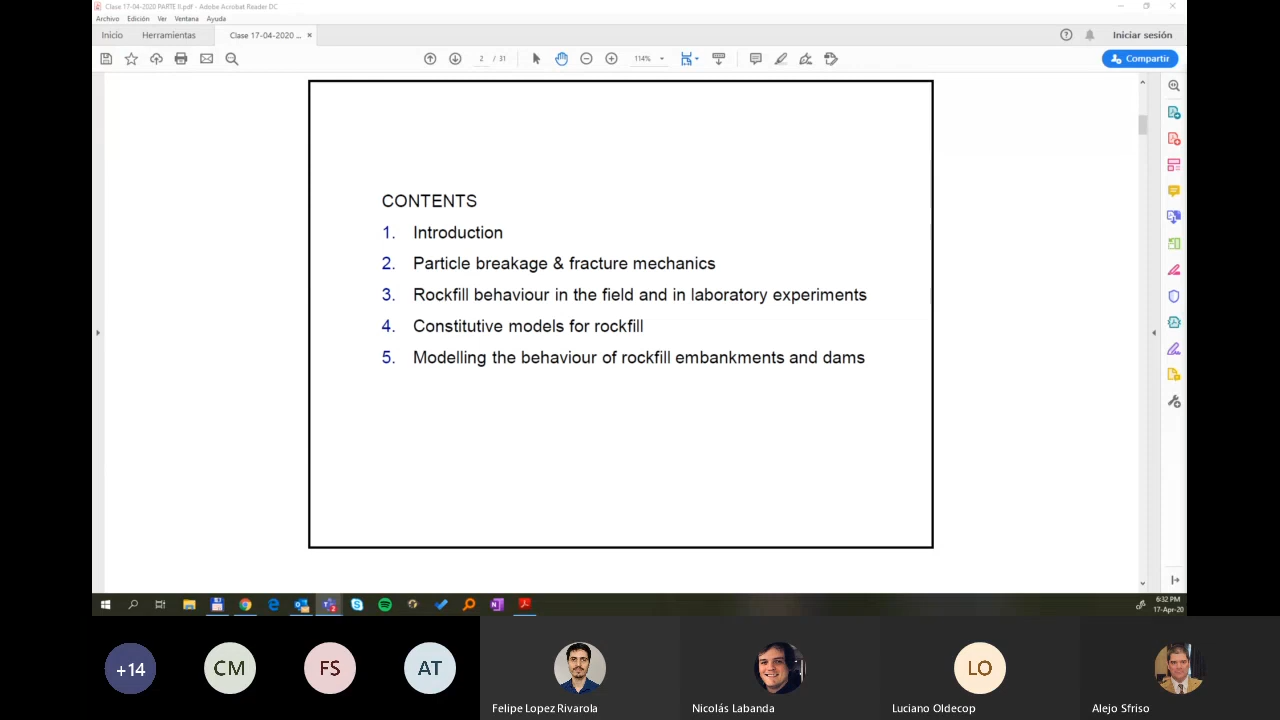 Clase 17-04-2020 PARTE II.pdf - Adobe Acrobat Reader DC
Archivo Edición Ver Ventana Ayuda
Inicio Herramientas Clase 17-04-2020 ... × Iniciar sesión
2 / 31 114% Compartir
CONTENTS
1. Introduction
2. Particle breakage & fracture mechanics
3. Rockfill behaviour in the field and in laboratory experiments
4. Constitutive models for rockfill
5. Modelling the behaviour of rockfill embankments and dams
6:32 PM
17-Apr-20
+14 CM FS AT LO
Felipe Lopez Rivarola Nicolás Labanda Luciano Oldecop Alejo Sfriso